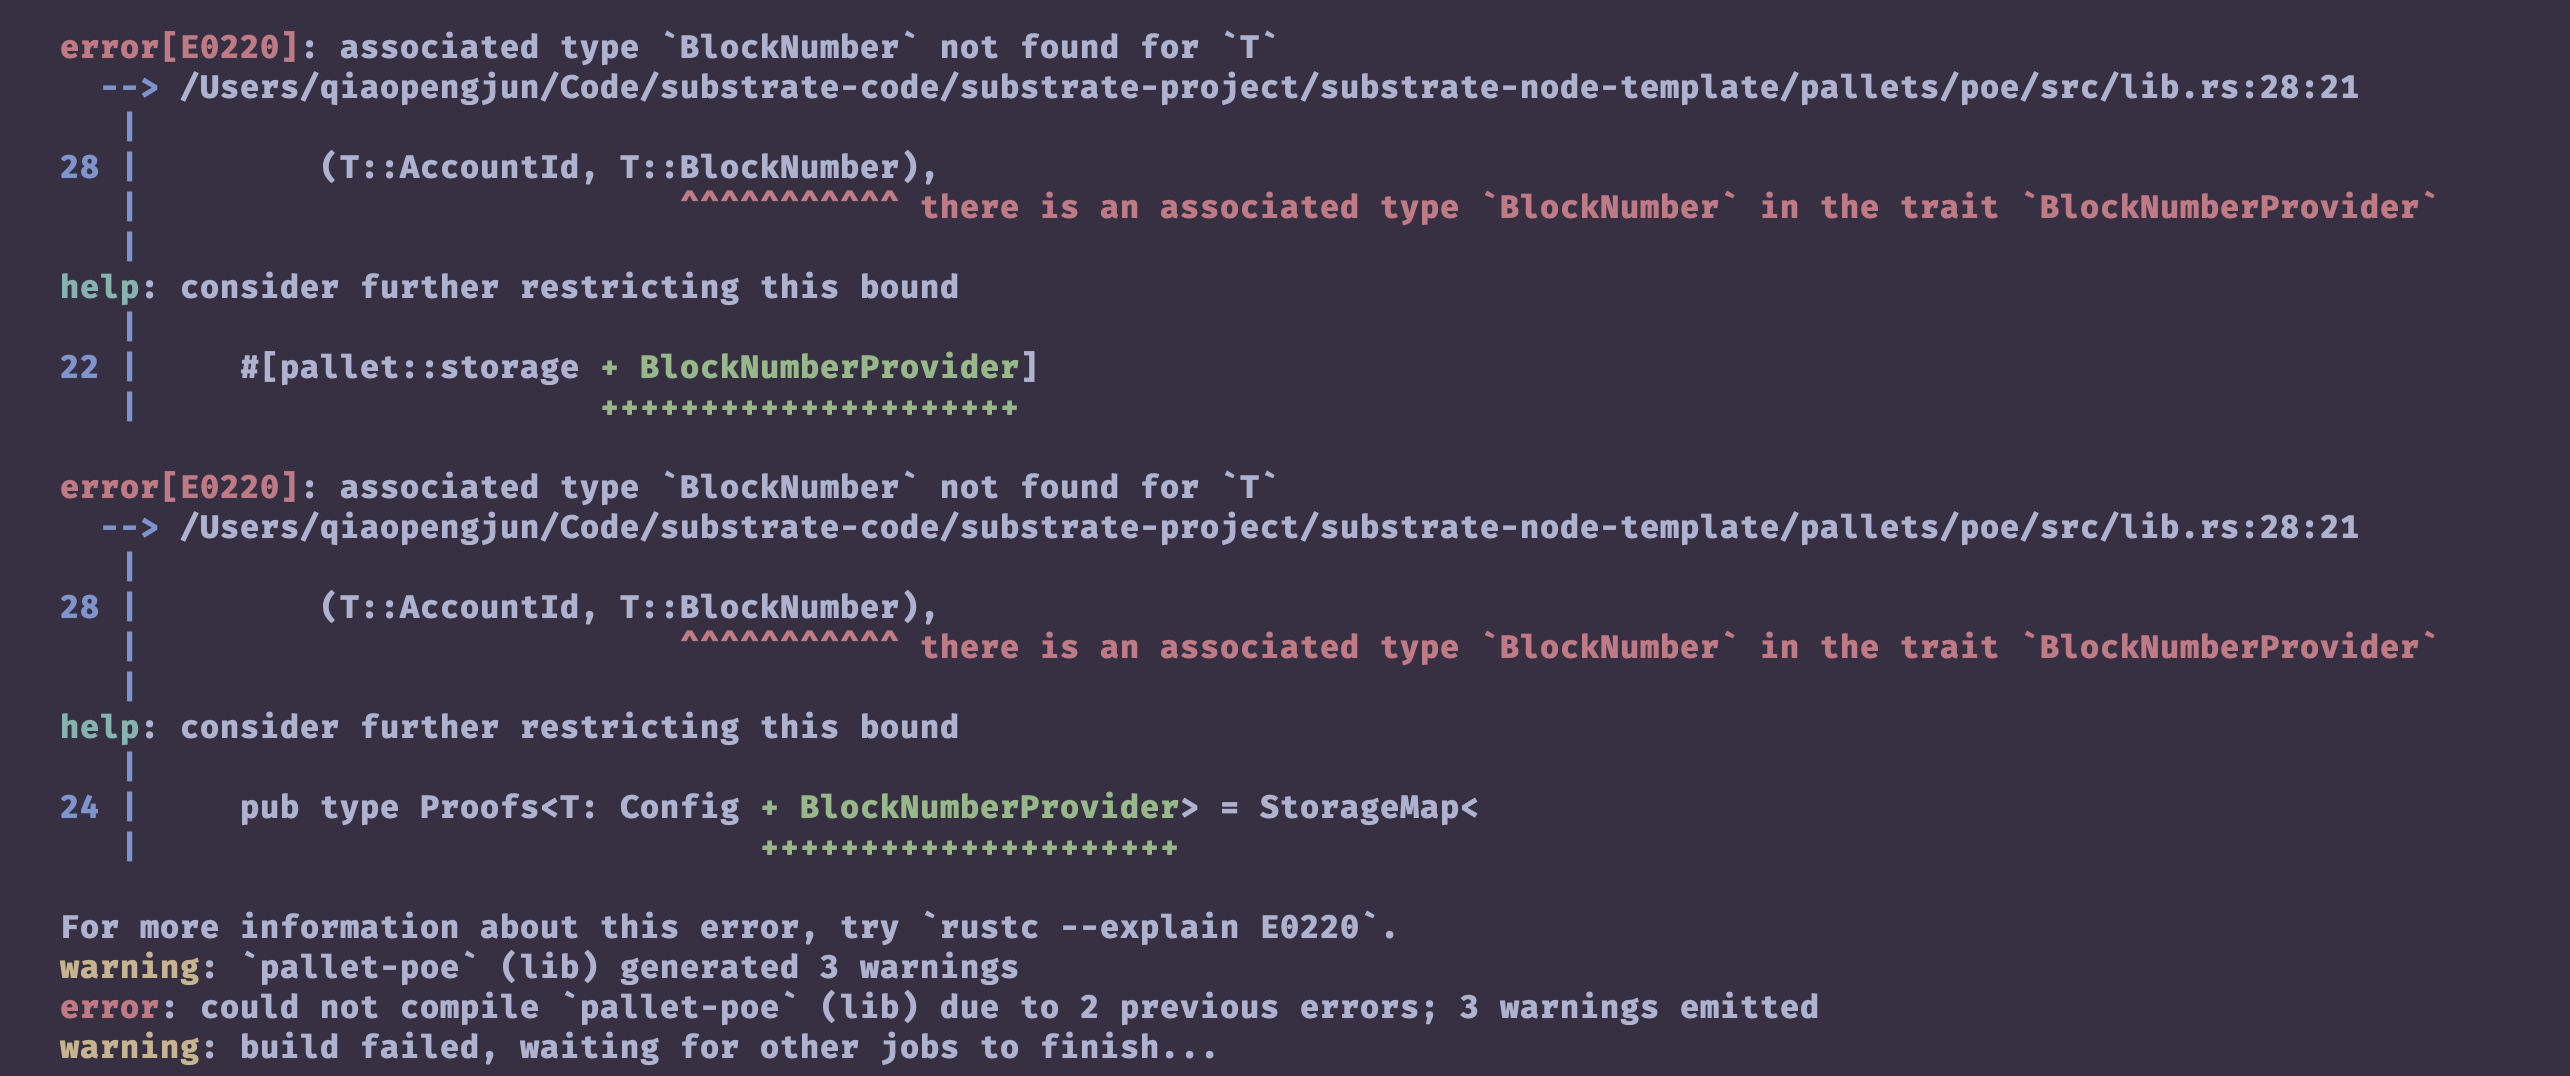 error[E0220]: associated type `BlockNumber` not found for `T`
  --> /Users/qiaopengjun/Code/substrate-code/substrate-project/substrate-node-template/pallets/poe/src/lib.rs:28:21
   |
28 |         (T::AccountId, T::BlockNumber),
   |                           ^^^^^^^^^^^ there is an associated type `BlockNumber` in the trait `BlockNumberProvider`
   |
help: consider further restricting this bound
   |
22 |     #[pallet::storage + BlockNumberProvider]
   |                       +++++++++++++++++++++

error[E0220]: associated type `BlockNumber` not found for `T`
  --> /Users/qiaopengjun/Code/substrate-code/substrate-project/substrate-node-template/pallets/poe/src/lib.rs:28:21
   |
28 |         (T::AccountId, T::BlockNumber),
   |                           ^^^^^^^^^^^ there is an associated type `BlockNumber` in the trait `BlockNumberProvider`
   |
help: consider further restricting this bound
   |
24 |     pub type Proofs<T: Config + BlockNumberProvider> = StorageMap<
   |                               +++++++++++++++++++++

For more information about this error, try `rustc --explain E0220`.
warning: `pallet-poe` (lib) generated 3 warnings
error: could not compile `pallet-poe` (lib) due to 2 previous errors; 3 warnings emitted
warning: build failed, waiting for other jobs to finish...